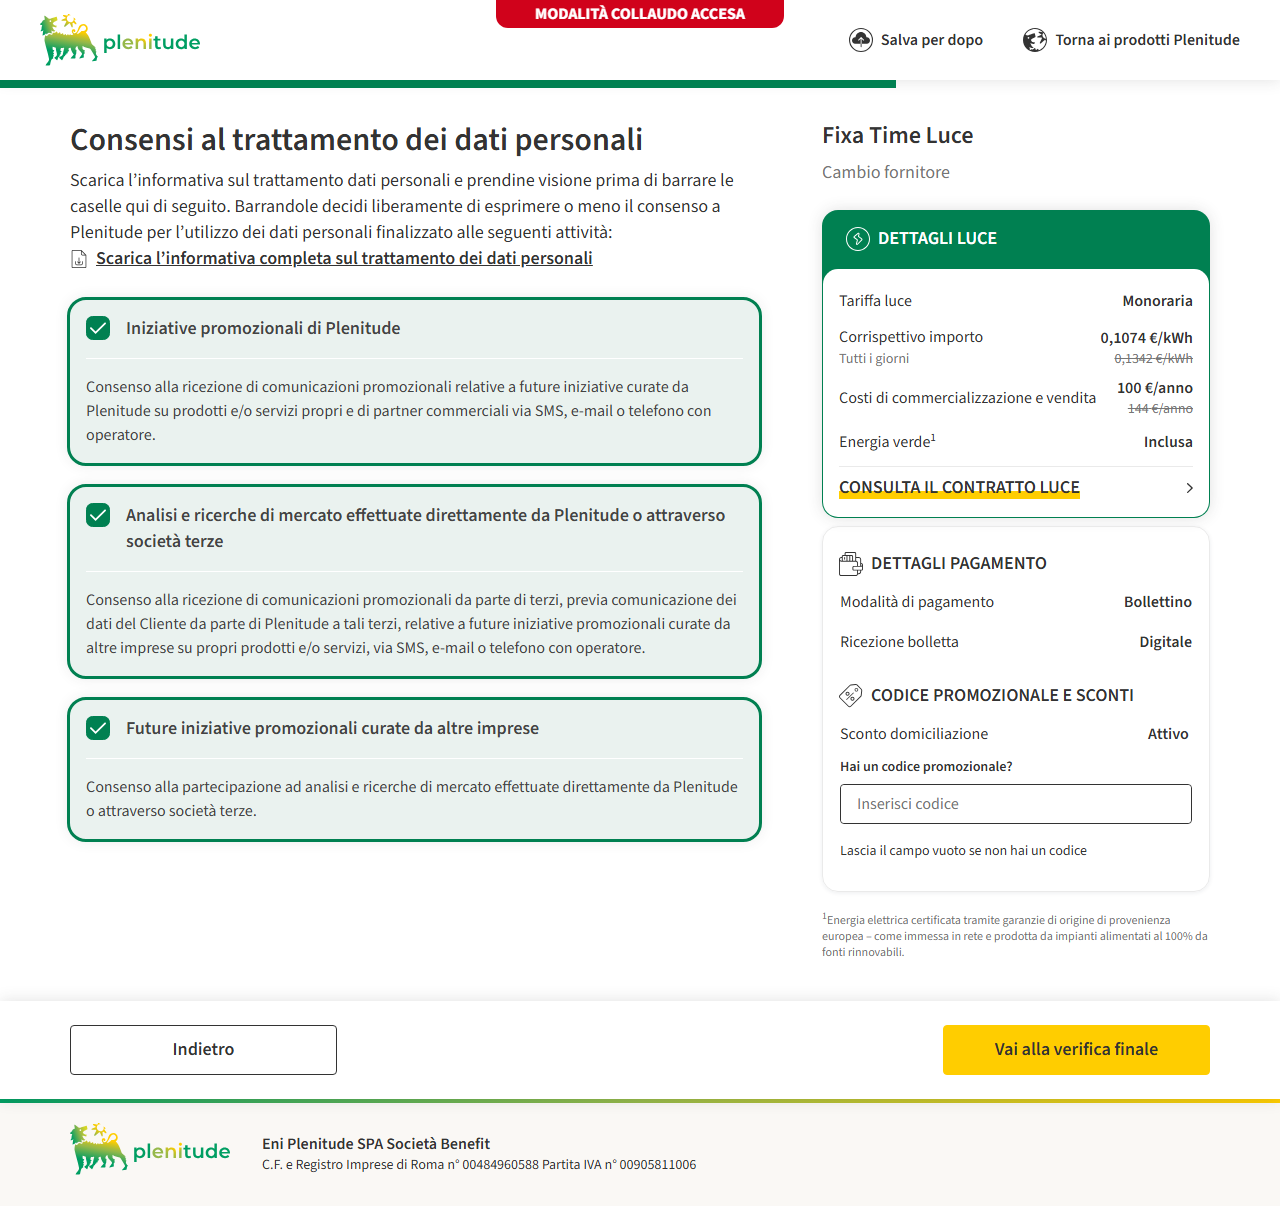 MODALITÀ COLLAUDO ACCESA
plenitude
Salva per dopo
Torna ai prodotti Plenitude
Consensi al trattamento dei dati personali
Scarica l’informativa sul trattamento dati personali e prendine visione prima di barrare le
caselle qui di seguito. Barrandole decidi liberamente di esprimere o meno il consenso a
Plenitude per l’utilizzo dei dati personali finalizzato alle seguenti attività:
Scarica l’informativa completa sul trattamento dei dati personali
Iniziative promozionali di Plenitude
Consenso alla ricezione di comunicazioni promozionali relative a future iniziative curate da
Plenitude su prodotti e/o servizi propri e di partner commerciali via SMS, e-mail o telefono con
operatore.
Analisi e ricerche di mercato effettuate direttamente da Plenitude o attraverso
società terze
Consenso alla ricezione di comunicazioni promozionali da parte di terzi, previa comunicazione dei
dati del Cliente da parte di Plenitude a tali terzi, relative a future iniziative promozionali curate da
altre imprese su propri prodotti e/o servizi, via SMS, e-mail o telefono con operatore.
Future iniziative promozionali curate da altre imprese
Consenso alla partecipazione ad analisi e ricerche di mercato effettuate direttamente da Plenitude
o attraverso società terze.
Fixa Time Luce
Cambio fornitore
DETTAGLI LUCE
Tariffa luce Monoraria
Corrispettivo importo 0,1074 €/kWh
Tutti i giorni 0,1342 €/kWh
Costi di commercializzazione e vendita 100 €/anno
144 €/anno
Energia verde1 Inclusa
CONSULTA IL CONTRATTO LUCE
DETTAGLI PAGAMENTO
Modalità di pagamento Bollettino
Ricezione bolletta Digitale
CODICE PROMOZIONALE E SCONTI
Sconto domiciliazione Attivo
Hai un codice promozionale?
Inserisci codice
Lascia il campo vuoto se non hai un codice
1Energia elettrica certificata tramite garanzie di origine di provenienza
europea – come immessa in rete e prodotta da impianti alimentati al 100% da
fonti rinnovabili.
Indietro
Vai alla verifica finale
plenitude
Eni Plenitude SPA Società Benefit
C.F. e Registro Imprese di Roma n° 00484960588 Partita IVA n° 00905811006